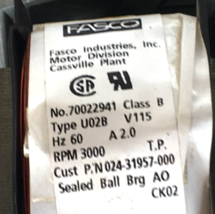 FASCO
Fasco Industries, Inc.
Motor Division
Cassville Plant
No.70022941 Class B
Type U02B V115
Hz 60 A 2.0
RPM 3000 T.P.
Cust P/N 024-31957-000
Sealed Ball Brg AO
CK02